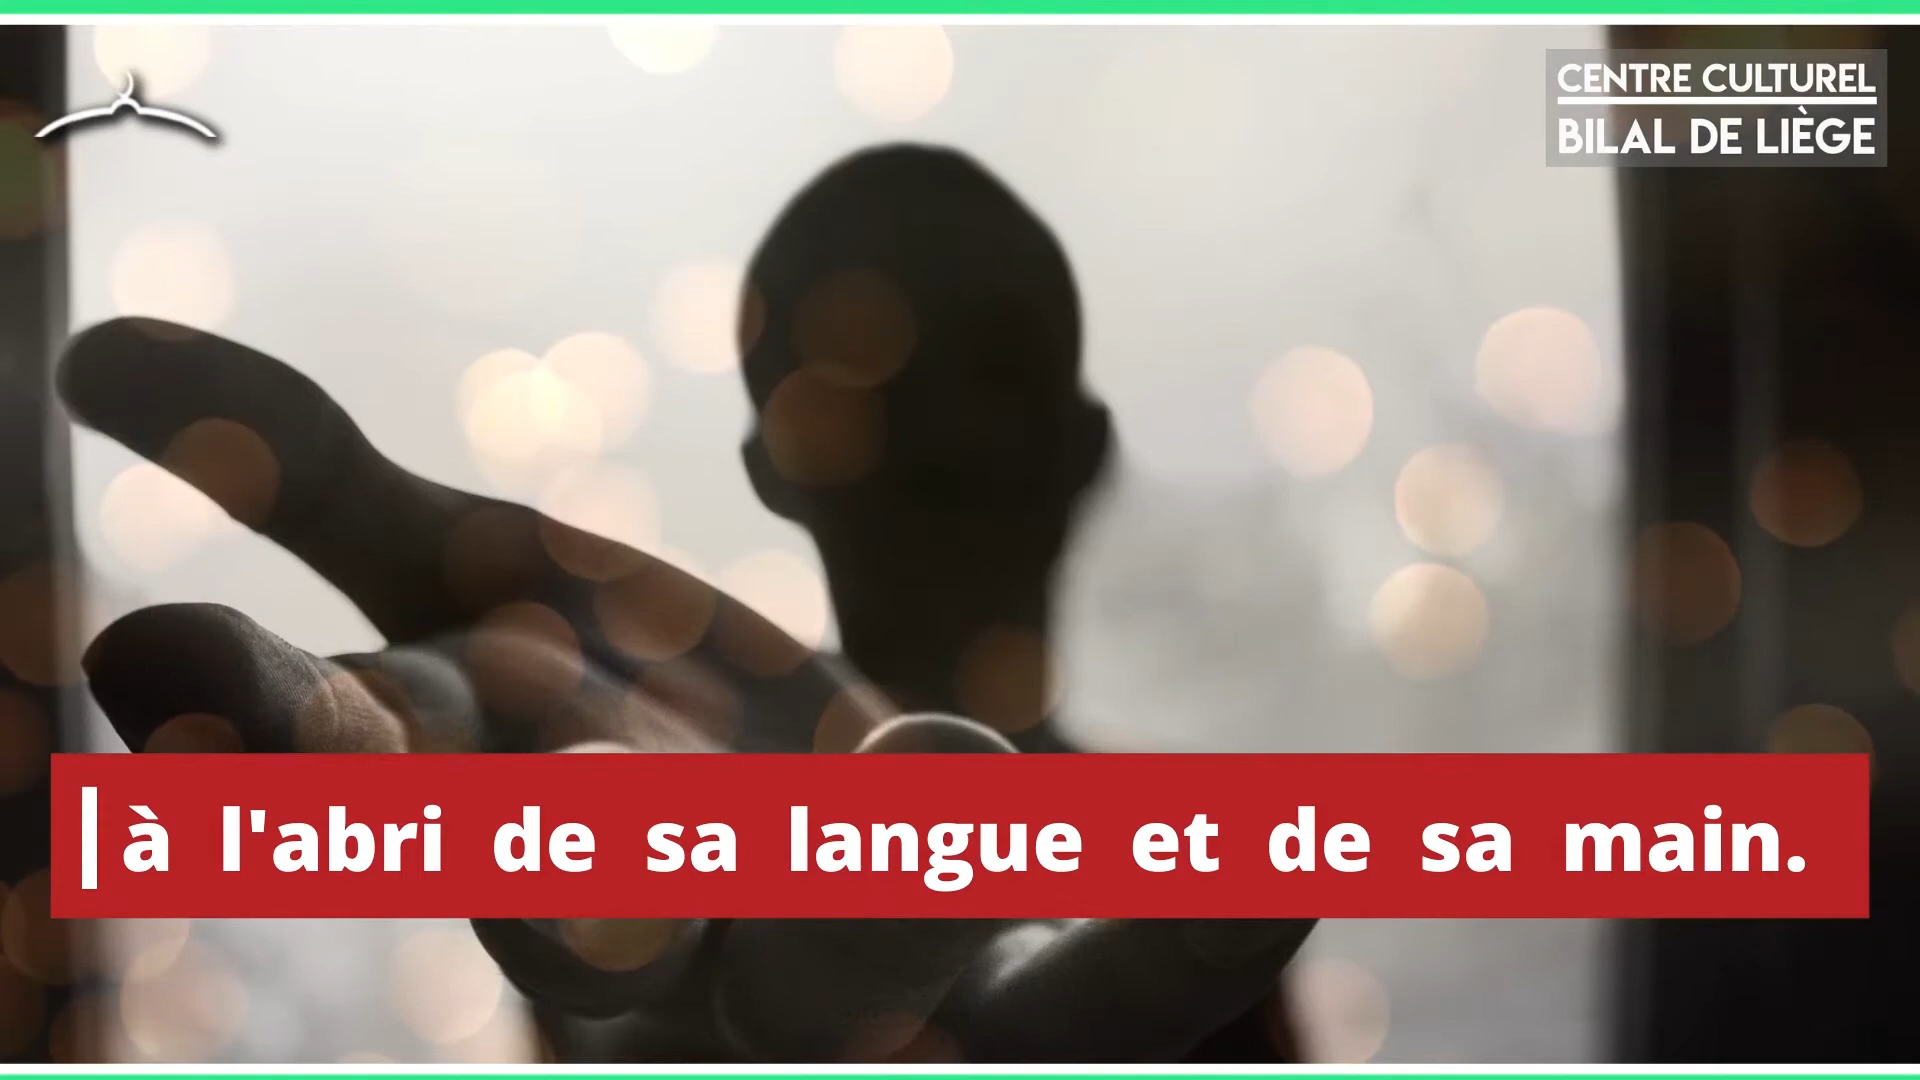 CENTRE CULTUREL
BILAL DE LIÈGE
à l'abri de sa langue et de sa main.